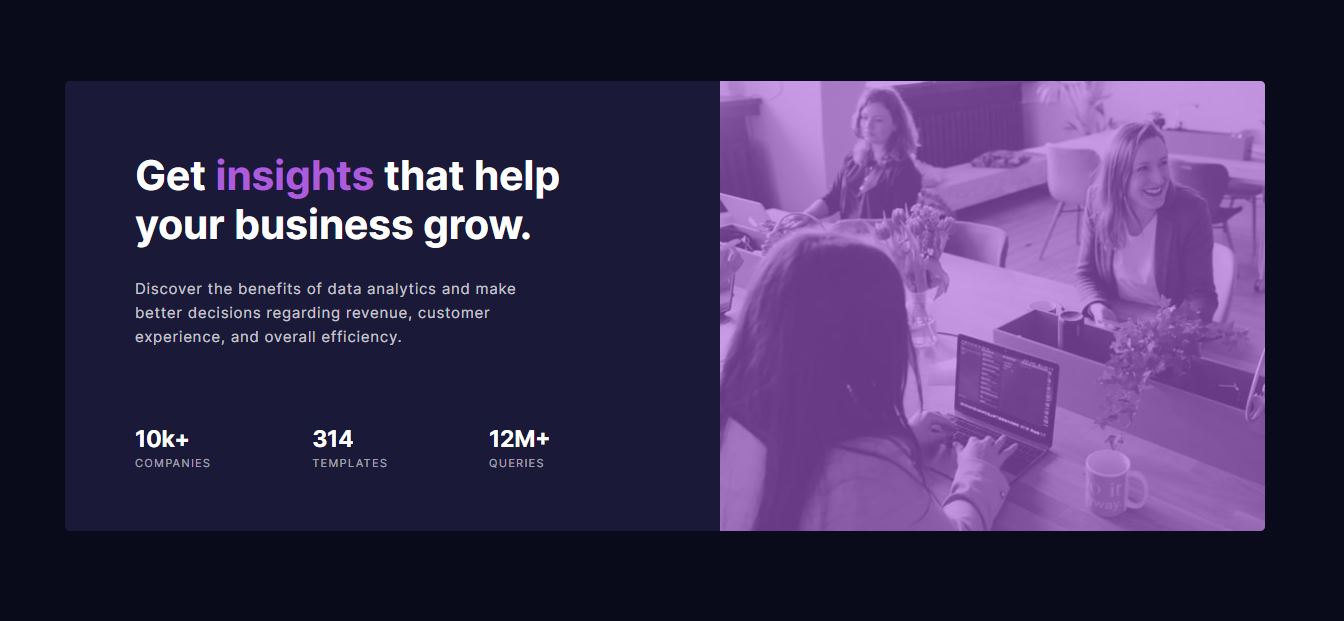 Get insights that help
your business grow.
Discover the benefits of data analytics and make
better decisions regarding revenue, customer
experience, and overall efficiency.
10k+
COMPANIES
314
TEMPLATES
12M+
QUERIES